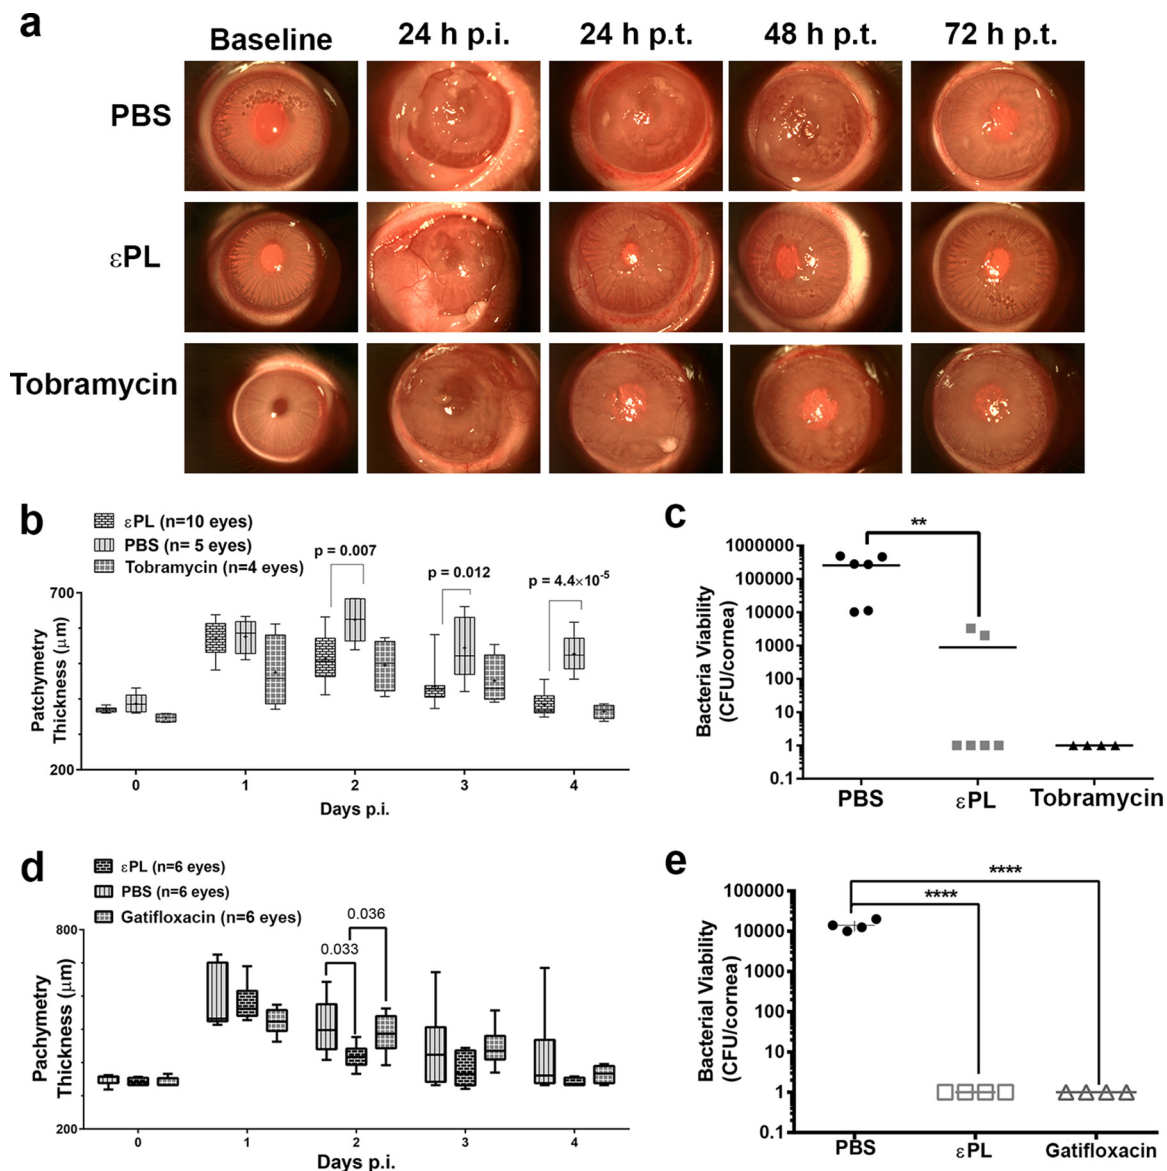 a
Baseline
24 h p.i.
24 h p.t.
48 h p.t.
72 h p.t.
PBS
εPL
Tobramycin
b
εPL (n=10 eyes)
PBS (n= 5 eyes)
Tobramycin (n=4 eyes)
p = 0.007
p = 0.012
p = 4.4×10⁻⁵
Patchymetry
Thickness (μm)
700
200
0
1
2
3
4
Days p.i.
c
**
Bacteria Viability
(CFU/cornea)
1000000
100000
10000
1000
100
10
1
0.1
PBS
εPL
Tobramycin
d
εPL (n=6 eyes)
PBS (n=6 eyes)
Gatifloxacin (n=6 eyes)
0.033
0.036
Pachymetry
Thickness (μm)
800
200
0
1
2
3
4
Days p.i.
e
****
****
Bacterial Viability
(CFU/cornea)
100000
10000
1000
100
10
1
0.1
PBS
εPL
Gatifloxacin